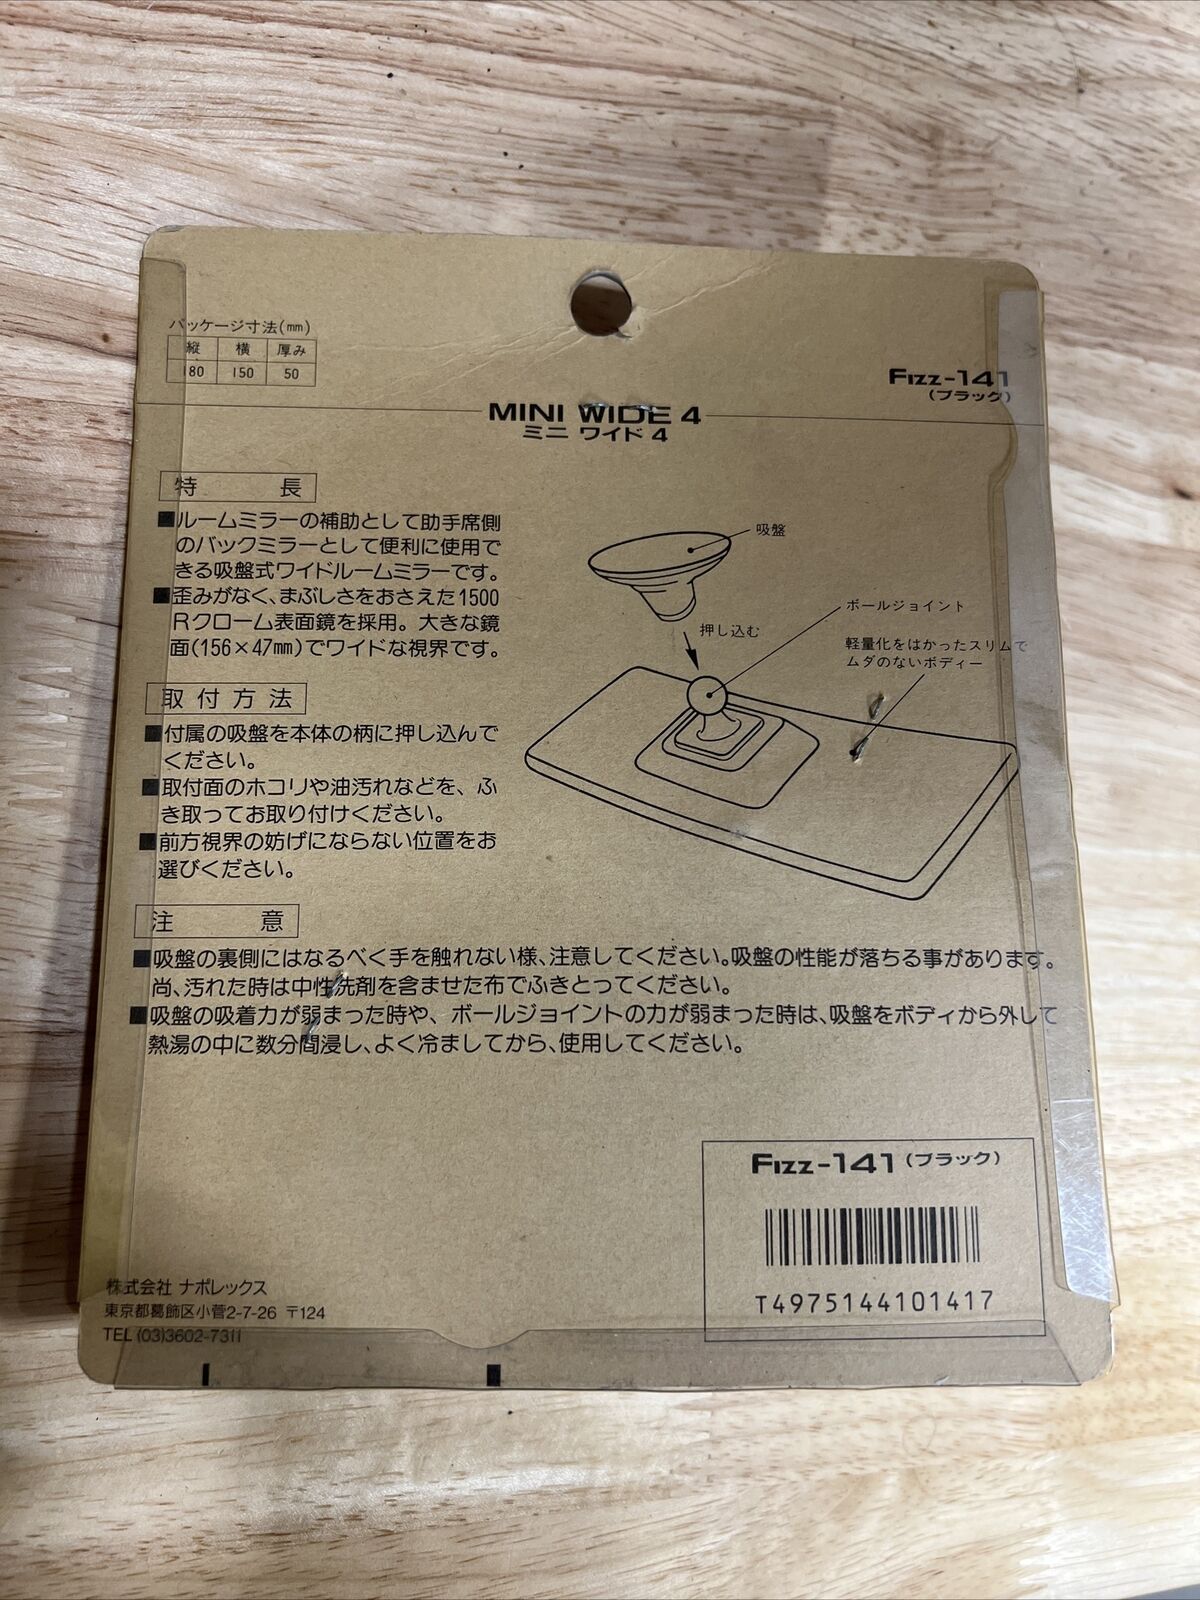 パッケージ寸法(mm)
縦 横 厚み
180 150 50
Fizz-141
(ブラック)
MINI WIDE 4
ミニ ワイド 4
特長
■ルームミラーの補助として助手席側
のバックミラーとして便利に使用で
きる吸盤式ワイドルームミラーです。
■歪みがなく、まぶしさをおさえた1500
Rクローム表面鏡を採用。大きな鏡
面(156×47mm)でワイドな視界です。
吸盤
ボールジョイント
押し込む
軽量化をはかったスリムで
ムダのないボディー
取付方法
■付属の吸盤を本体の柄に押し込んで
ください。
■取付面のホコリや油汚れなどを、ふ
き取ってお取り付けください。
■前方視界の妨げにならない位置をお
選びください。
注意
■吸盤の裏側にはなるべく手を触れない様、注意してください。吸盤の性能が落ちる事があります。
尚、汚れた時は中性洗剤を含ませた布でふきとってください。
■吸盤の吸着力が弱まった時や、ボールジョイントの力が弱まった時は、吸盤をボディから外して
熱湯の中に数分間浸し、よく冷ましてから、使用してください。
Fizz-141(ブラック)
T4975144101417
株式会社 ナポレックス
東京都葛飾区小菅2-7-26 〒124
TEL (03)3602-7311